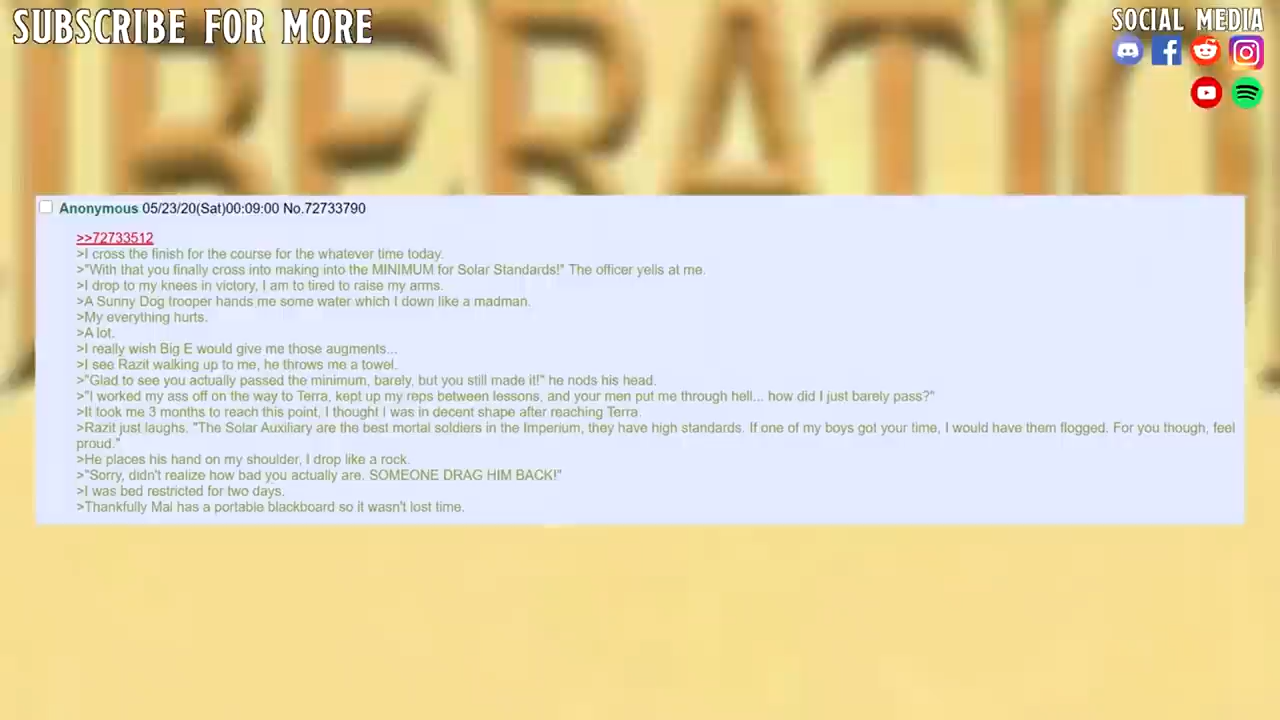 SUBSCRIBE FOR MORE
SOCIAL MEDIA
IBERATIO
Anonymous 05/23/20(Sat)00:09:00 No.72733790
>>72733512
>I cross the finish for the course for the whatever time today.
>"With that you finally cross into making into the MINIMUM for Solar Standards!" The officer yells at me.
>I drop to my knees in victory, I am to tired to raise my arms.
>A Sunny Dog trooper hands me some water which I down like a madman.
>My everything hurts.
>A lot.
>I really wish Big E would give me those augments...
>I see Razit walking up to me, he throws me a towel.
>"Glad to see you actually passed the minimum, barely, but you still made it!" he nods his head.
>"I worked my ass off on the way to Terra, kept up my reps between lessons, and your men put me through hell... how did I just barely pass?"
>It took me 3 months to reach this point, I thought I was in decent shape after reaching Terra.
>Razit just laughs. "The Solar Auxiliary are the best mortal soldiers in the Imperium, they have high standards. If one of my boys got your time, I would have them flogged. For you though, feel
proud."
>He places his hand on my shoulder, I drop like a rock.
>"Sorry, didn't realize how bad you actually are. SOMEONE DRAG HIM BACK!"
>I was bed restricted for two days.
>Thankfully Mal has a portable blackboard so it wasn't lost time.